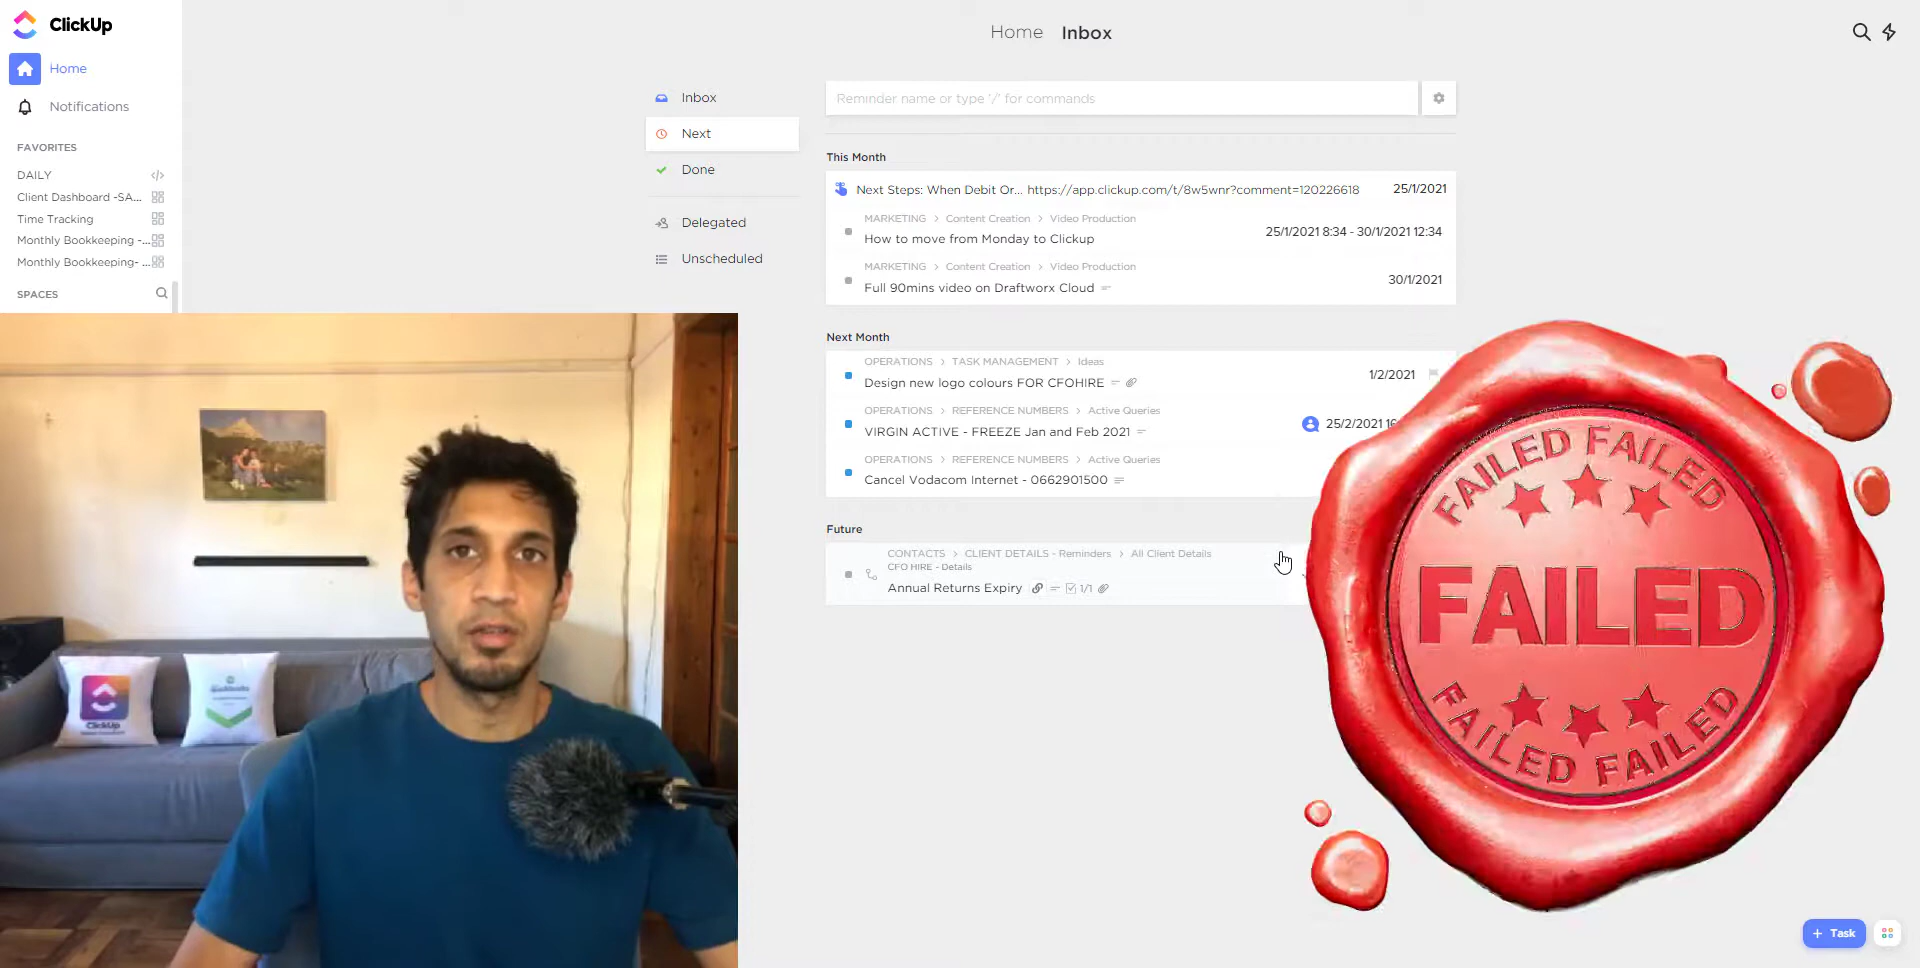 ClickUp
Home Inbox
Home
Notifications
FAVORITES
DAILY
Client Dashboard -SA...
Time Tracking
Monthly Bookkeeping -...
Monthly Bookkeeping- ...
SPACES
Inbox
Next
Done
Delegated
Unscheduled
Reminder name or type '/' for commands
This Month
Next Steps: When Debit Or... https://app.clickup.com/t/8w5wnr?comment=120226618 25/1/2021
MARKETING > Content Creation > Video Production
How to move from Monday to Clickup 25/1/2021 8:34 - 30/1/2021 12:34
MARKETING > Content Creation > Video Production
Full 90mins video on Draftworx Cloud 30/1/2021
Next Month
OPERATIONS > TASK MANAGEMENT > Ideas
Design new logo colours FOR CFOHIRE 1/2/2021
OPERATIONS > REFERENCE NUMBERS > Active Queries
VIRGIN ACTIVE - FREEZE Jan and Feb 2021 25/2/2021
OPERATIONS > REFERENCE NUMBERS > Active Queries
Cancel Vodacom Internet - 0662901500
Future
CONTACTS > CLIENT DETAILS - Reminders > All Client Details
CFO HIRE - Details
Annual Returns Expiry 1/1
FAILED FAILED
FAILED
FAILED FAILED
ClickUp
QuickBooks
+ Task